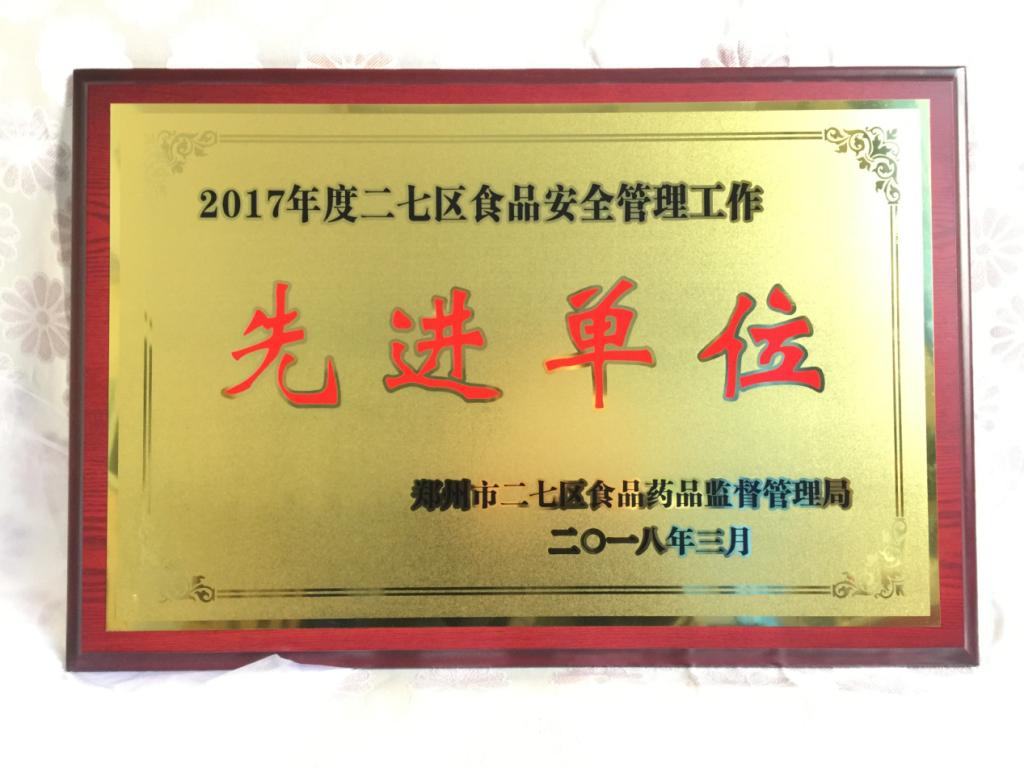 2017年度二七区食品安全管理工作
先进单位
郑州市二七区食品药品监督管理局
二〇一八年三月